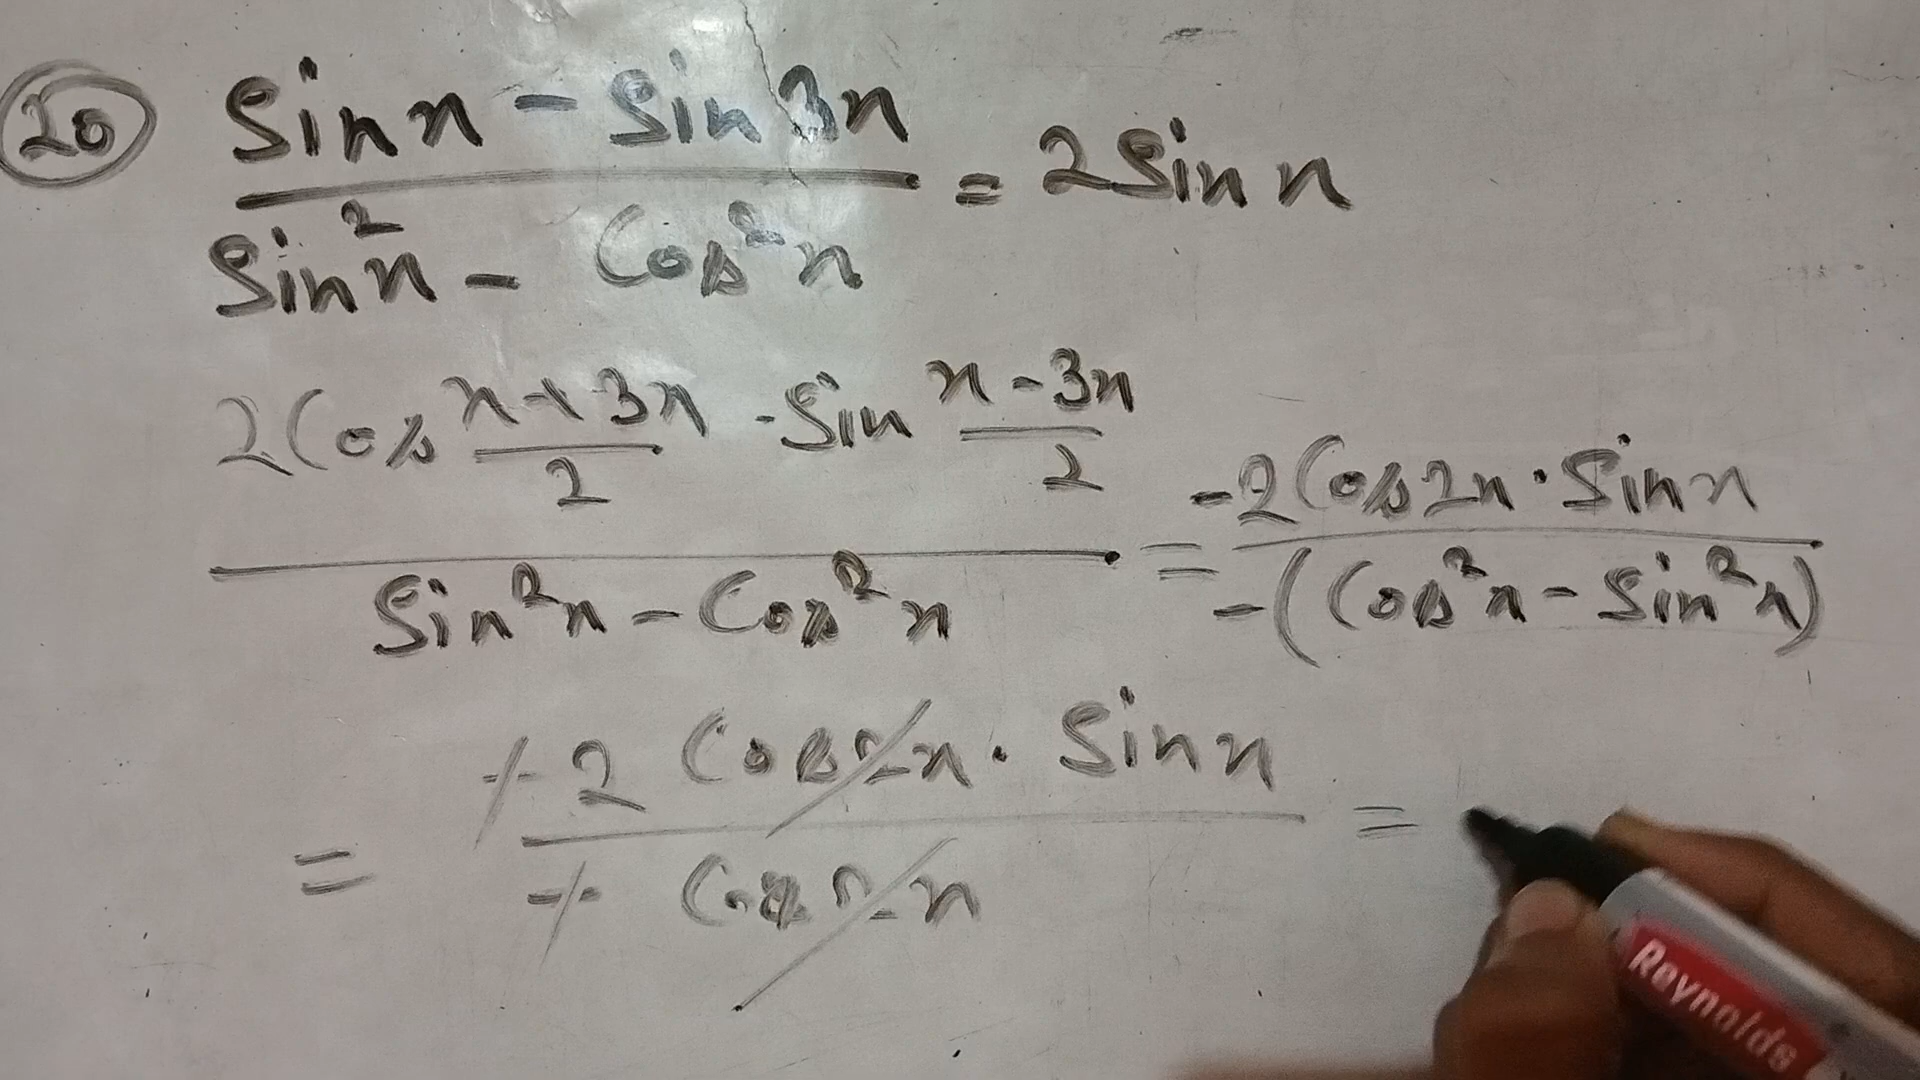 20 (Sin x - Sin 3x) / (Sin²x - Cos²x) = 2 Sin x
(2 Cos (x+3x)/2 · Sin (x-3x)/2) / (Sin²x - Cos²x) = (-2 Cos 2x · Sin x) / (-(Cos²x - Sin²x))
= (-2 Cos 2x · Sin x) / (- Cos 2x) =
Reynolds